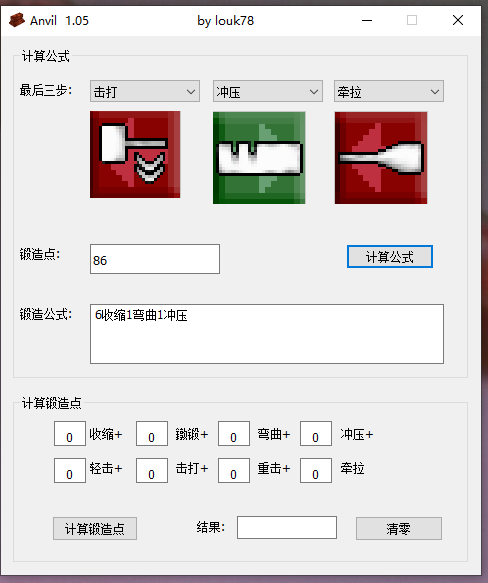 Anvil 1.05 by louk78
计算公式
最后三步: 击打 冲压 牵拉
锻造点: 86 计算公式
锻造公式: 6收缩1弯曲1冲压
计算锻造点
0 收缩+ 0 鐓锻+ 0 弯曲+ 0 冲压+
0 轻击+ 0 击打+ 0 重击+ 0 牵拉
计算锻造点 结果: 清零